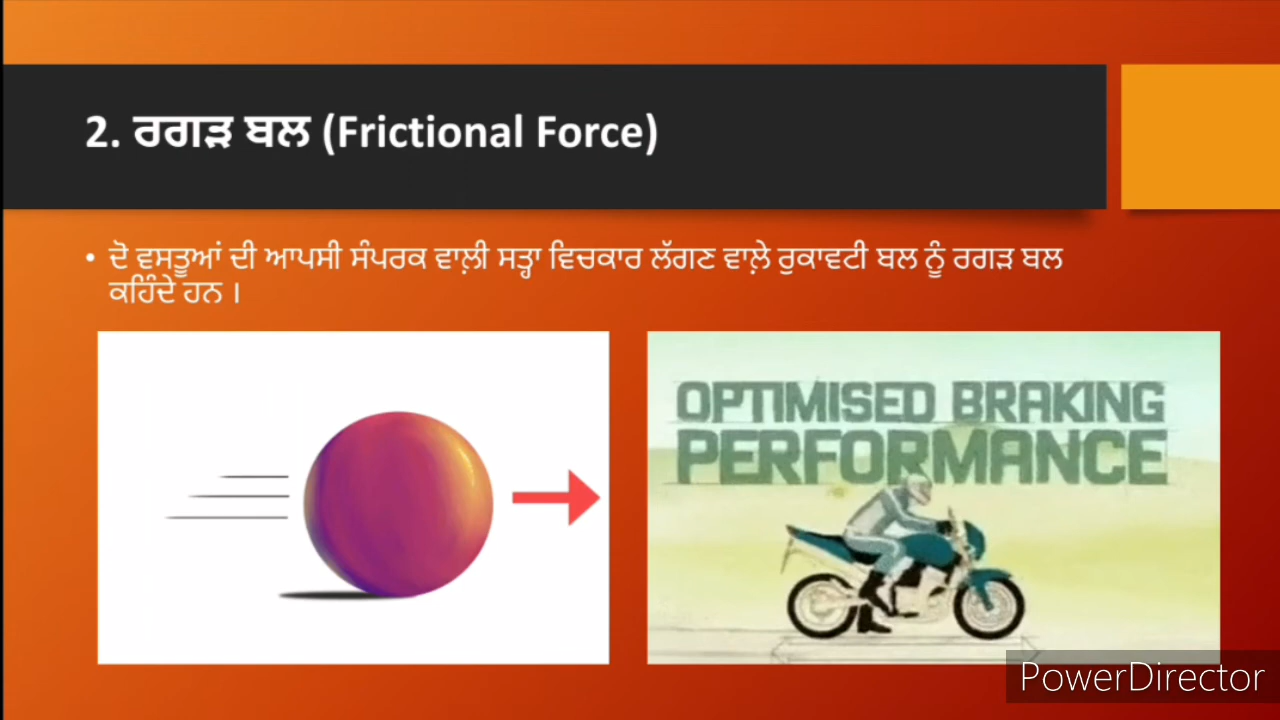 2. ਰਗੜ ਬਲ (Frictional Force)
• ਦੋ ਵਸਤੂਆਂ ਦੀ ਆਪਸੀ ਸੰਪਰਕ ਵਾਲ਼ੀ ਸਤ੍ਹਾ ਵਿਚਕਾਰ ਲੱਗਣ ਵਾਲ਼ੇ ਰੁਕਾਵਟੀ ਬਲ ਨੂੰ ਰਗੜ ਬਲ
ਕਹਿੰਦੇ ਹਨ ।
OPTIMISED BRAKING
PERFORMANCE
PowerDirector